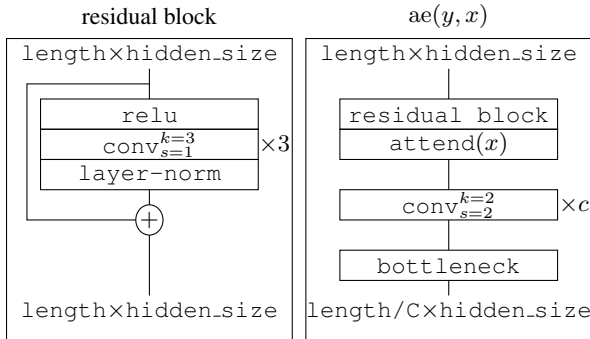 residual block
length×hidden_size
relu
conv^{k=3}_{s=1}
×3
layer-norm
+
length×hidden_size
ae(y, x)
length×hidden_size
residual block
attend(x)
conv^{k=2}_{s=2}
×c
bottleneck
length/C×hidden_size